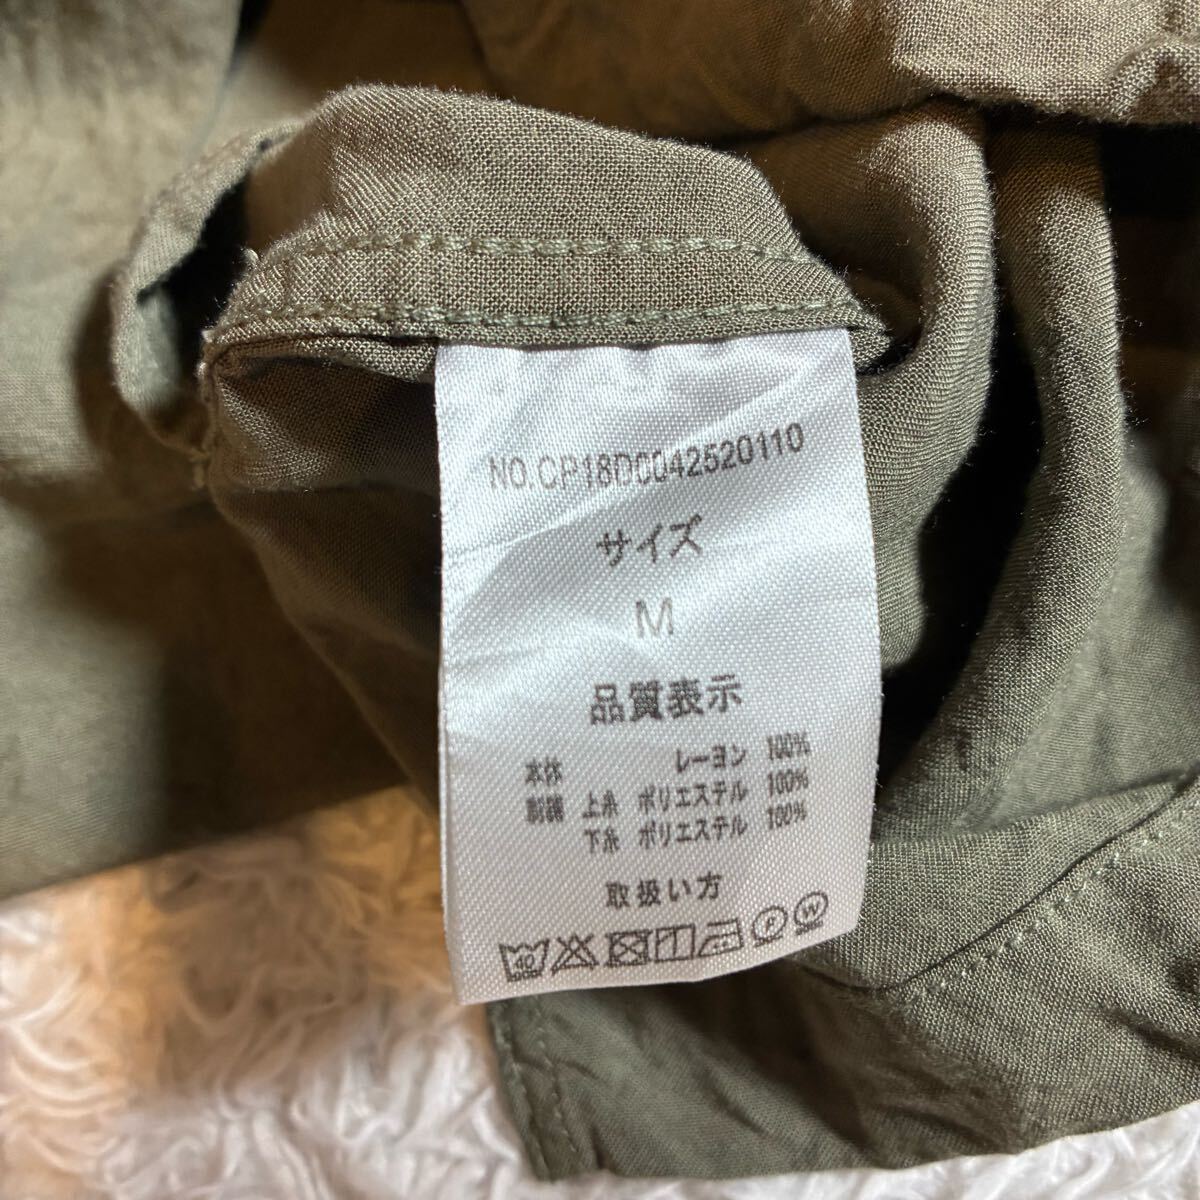 NO.CP18D0042520110
サイズ
M
品質表示
本体 レーヨン 100%
刺繍 上糸 ポリエステル 100%
下糸 ポリエステル 100%
取扱い方
40 F W